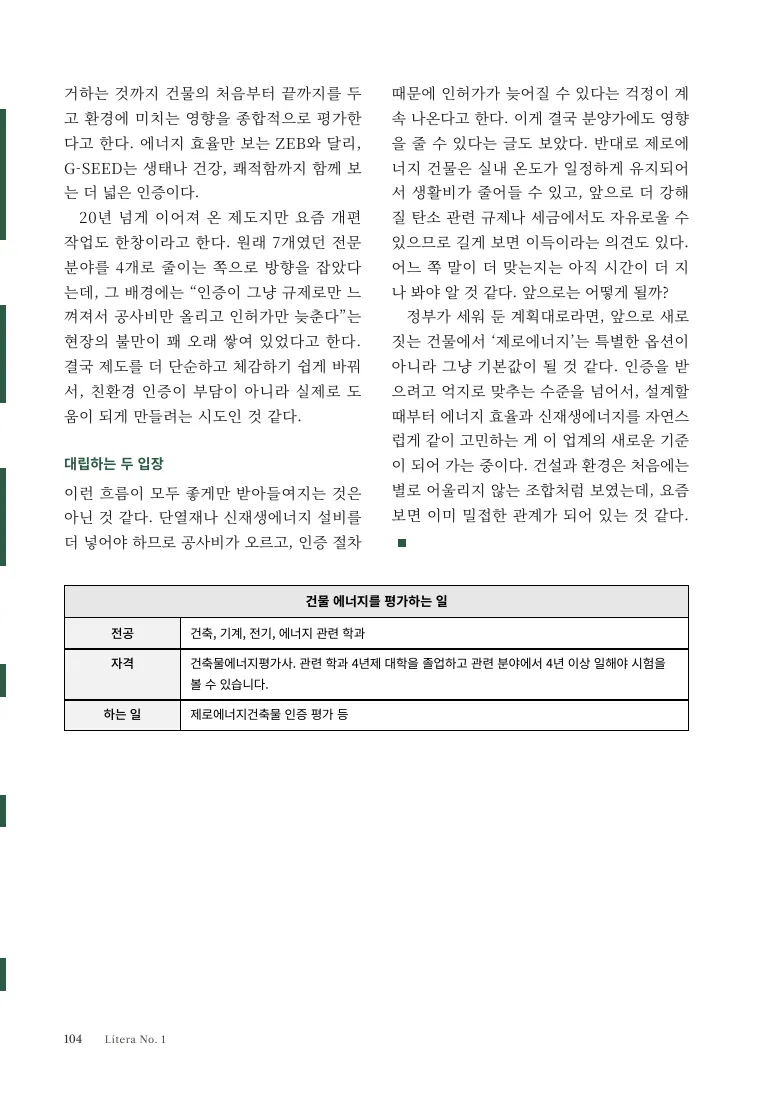 거하는 것까지 건물의 처음부터 끝까지를 두
고 환경에 미치는 영향을 종합적으로 평가한
다고 한다. 에너지 효율만 보는 ZEB와 달리,
G-SEED는 생태나 건강, 쾌적함까지 함께 보
는 더 넓은 인증이다.
20년 넘게 이어져 온 제도지만 요즘 개편
작업도 한창이라고 한다. 원래 7개였던 전문
분야를 4개로 줄이는 쪽으로 방향을 잡았다
는데, 그 배경에는 “인증이 그냥 규제로만 느
껴져서 공사비만 올리고 인허가만 늦춘다”는
현장의 불만이 꽤 오래 쌓여 있었다고 한다.
결국 제도를 더 단순하고 체감하기 쉽게 바꿔
서, 친환경 인증이 부담이 아니라 실제로 도
움이 되게 만들려는 시도인 것 같다.
대립하는 두 입장
이런 흐름이 모두 좋게만 받아들여지는 것은
아닌 것 같다. 단열재나 신재생에너지 설비를
더 넣어야 하므로 공사비가 오르고, 인증 절차
때문에 인허가가 늦어질 수 있다는 걱정이 계
속 나온다고 한다. 이게 결국 분양가에도 영향
을 줄 수 있다는 글도 보았다. 반대로 제로에
너지 건물은 실내 온도가 일정하게 유지되어
서 생활비가 줄어들 수 있고, 앞으로 더 강해
질 탄소 관련 규제나 세금에서도 자유로울 수
있으므로 길게 보면 이득이라는 의견도 있다.
어느 쪽 말이 더 맞는지는 아직 시간이 더 지
나 봐야 알 것 같다. 앞으로는 어떻게 될까?
정부가 세워 둔 계획대로라면, 앞으로 새로
짓는 건물에서 ‘제로에너지’는 특별한 옵션이
아니라 그냥 기본값이 될 것 같다. 인증을 받
으려고 억지로 맞추는 수준을 넘어서, 설계할
때부터 에너지 효율과 신재생에너지를 자연스
럽게 같이 고민하는 게 이 업계의 새로운 기준
이 되어 가는 중이다. 건설과 환경은 처음에는
별로 어울리지 않는 조합처럼 보였는데, 요즘
보면 이미 밀접한 관계가 되어 있는 것 같다.
■
건물 에너지를 평가하는 일
전공 건축, 기계, 전기, 에너지 관련 학과
자격 건축물에너지평가사. 관련 학과 4년제 대학을 졸업하고 관련 분야에서 4년 이상 일해야 시험을
볼 수 있습니다.
하는 일 제로에너지건축물 인증 평가 등
104 Litera No. 1